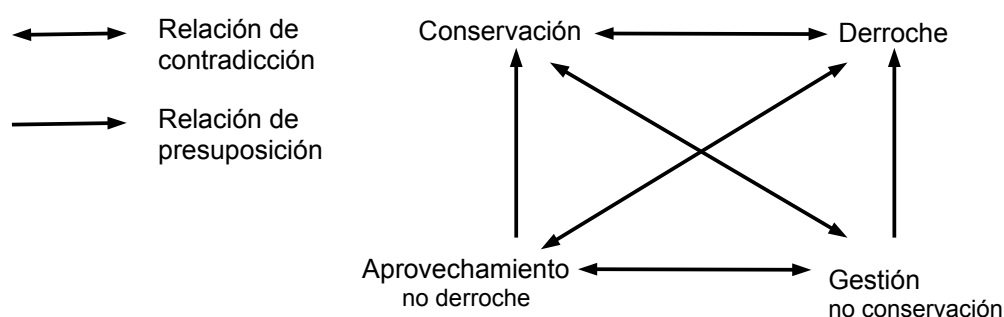 Relación de
contradicción
Relación de
presuposición
Conservación
Derroche
Aprovechamiento
no derroche
Gestión
no conservación